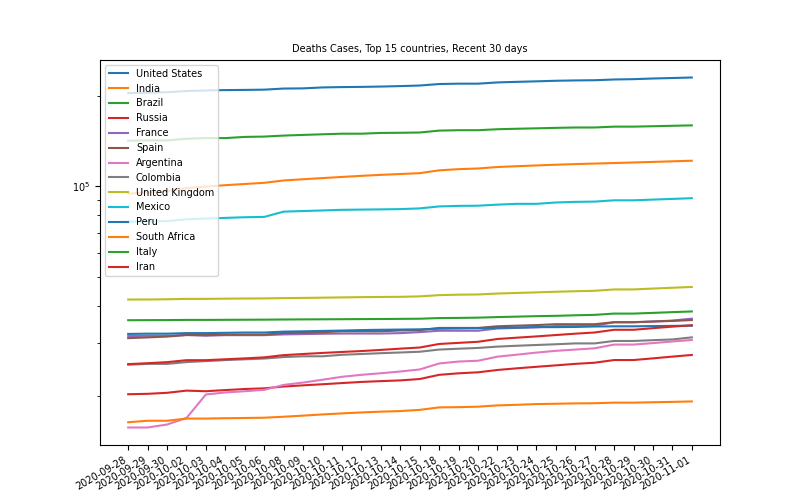 Deaths Cases, Top 15 countries, Recent 30 days
United States
India
Brazil
Russia
France
Spain
Argentina
Colombia
United Kingdom
Mexico
Peru
South Africa
Italy
Iran
10⁵
2020-09-28
2020-09-29
2020-09-30
2020-10-02
2020-10-03
2020-10-04
2020-10-05
2020-10-06
2020-10-08
2020-10-09
2020-10-10
2020-10-11
2020-10-12
2020-10-13
2020-10-14
2020-10-15
2020-10-18
2020-10-19
2020-10-20
2020-10-22
2020-10-23
2020-10-24
2020-10-25
2020-10-26
2020-10-27
2020-10-28
2020-10-29
2020-10-30
2020-10-31
2020-11-01